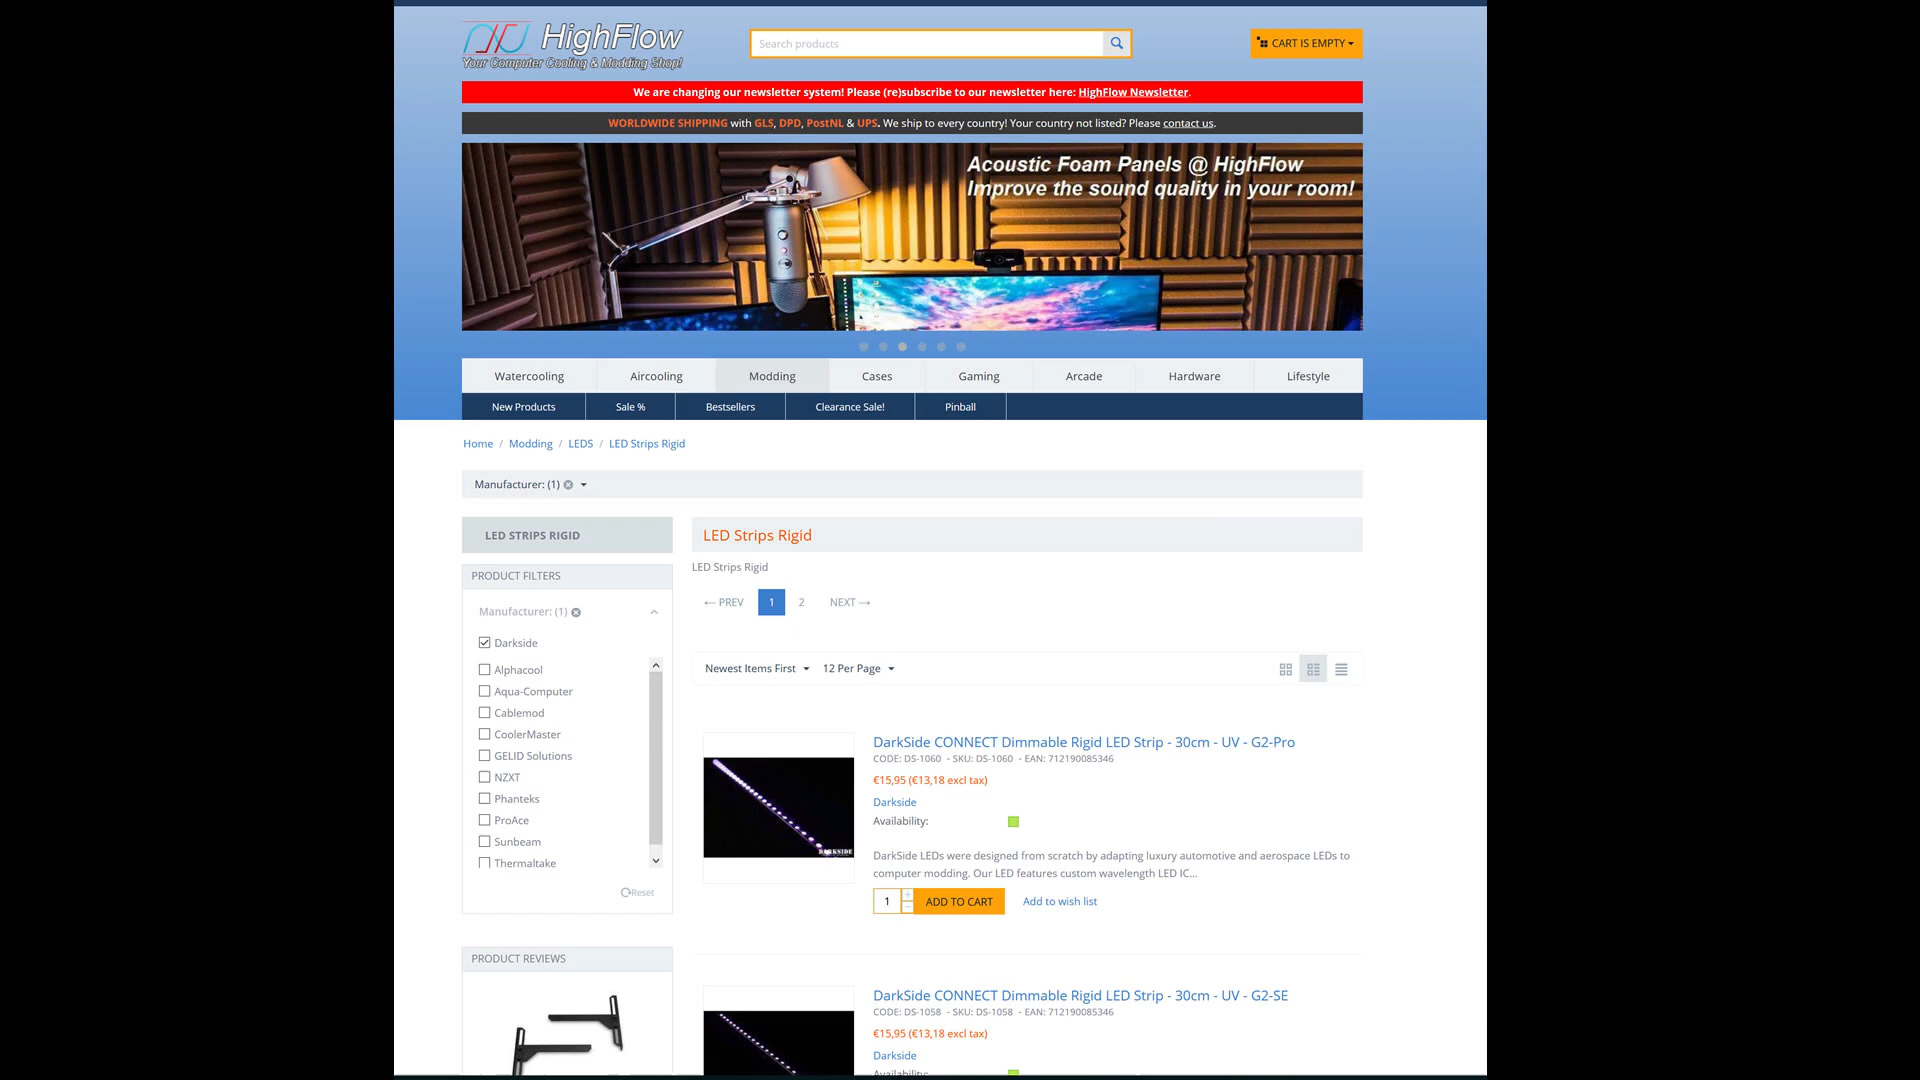 HighFlow
Your Computer Cooling & Modding Shop!
Search products
CART IS EMPTY
We are changing our newsletter system! Please (re)subscribe to our newsletter here: HighFlow Newsletter.
WORLDWIDE SHIPPING with GLS, DPD, PostNL & UPS. We ship to every country! Your country not listed? Please contact us.
Acoustic Foam Panels @ HighFlow
Improve the sound quality in your room!
Watercooling Aircooling Modding Cases Gaming Arcade Hardware Lifestyle
New Products Sale % Bestsellers Clearance Sale! Pinball
Home / Modding / LEDS / LED Strips Rigid
Manufacturer: (1)
LED STRIPS RIGID
PRODUCT FILTERS
Manufacturer: (1)
Darkside
Alphacool
Aqua-Computer
Cablemod
CoolerMaster
GELID Solutions
NZXT
Phanteks
ProAce
Sunbeam
Thermaltake
Reset
PRODUCT REVIEWS
LED Strips Rigid
LED Strips Rigid
← PREV 1 2 NEXT →
Newest Items First 12 Per Page
DarkSide CONNECT Dimmable Rigid LED Strip - 30cm - UV - G2-Pro
CODE: DS-1060 - SKU: DS-1060 - EAN: 712190085346
€15,95 (€13,18 excl tax)
Darkside
Availability:
DARKSIDE
DarkSide LEDs were designed from scratch by adapting luxury automotive and aerospace LEDs to
computer modding. Our LED features custom wavelength LED IC...
1 ADD TO CART Add to wish list
DarkSide CONNECT Dimmable Rigid LED Strip - 30cm - UV - G2-SE
CODE: DS-1058 - SKU: DS-1058 - EAN: 712190085346
€15,95 (€13,18 excl tax)
Darkside
Availability: